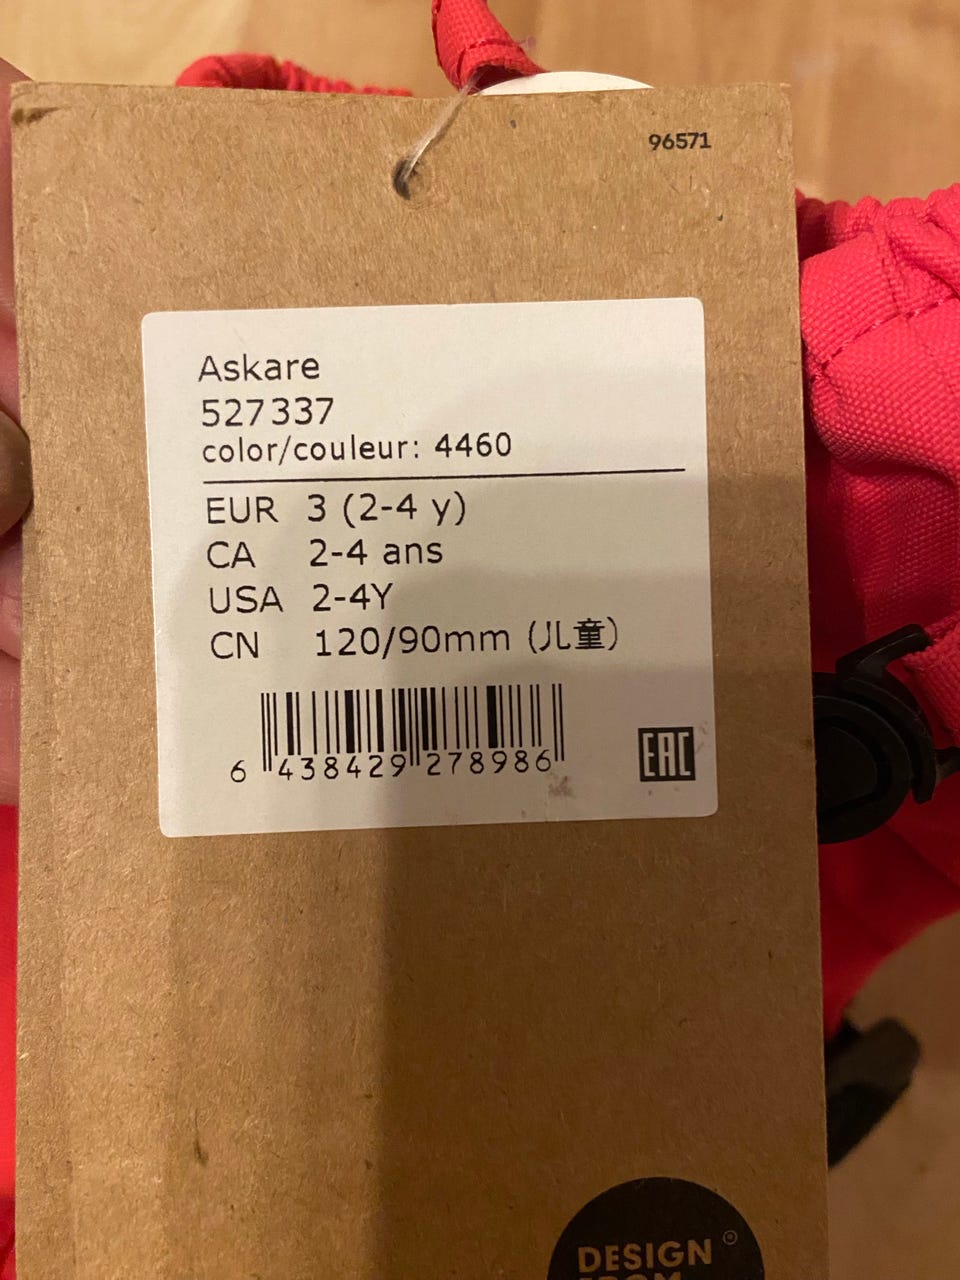 96571
Askare
527337
color/couleur: 4460
EUR 3 (2-4 y)
CA 2-4 ans
USA 2-4Y
CN 120/90mm (儿童)
6 438429 278986
EAC
DESIGN ®
FROM